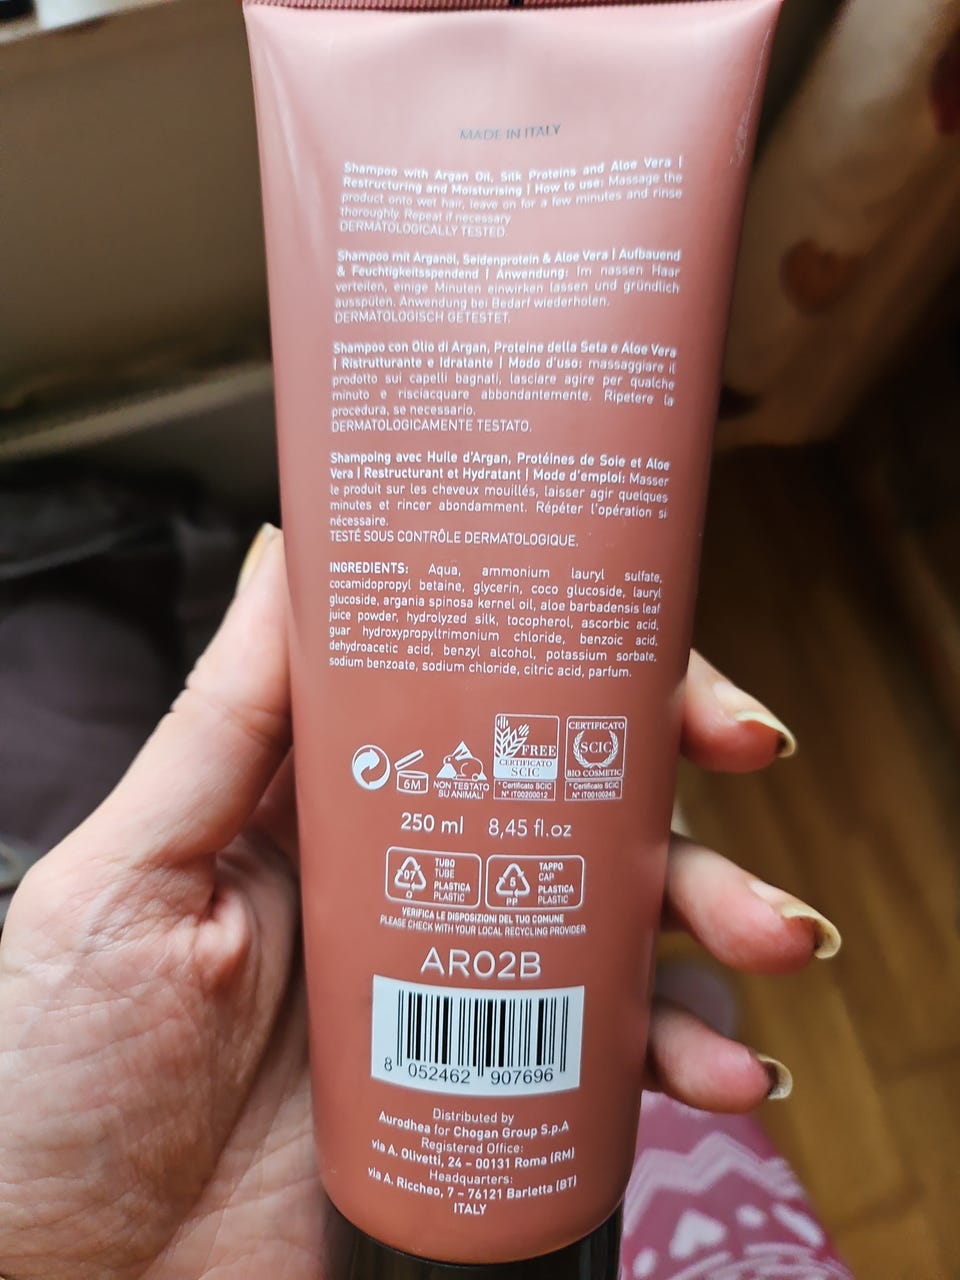 MADE IN ITALY
Shampoo with Argan Oil, Silk Proteins and Aloe Vera |
Restructuring and Moisturising | How to use: Massage the
product onto wet hair, leave on for a few minutes and rinse
thoroughly. Repeat if necessary
DERMATOLOGICALLY TESTED.
Shampoo mit Arganöl, Seidenprotein & Aloe Vera | Aufbauend
& Feuchtigkeitsspendend | Anwendung: Im nassen Haar
verteilen, einige Minuten einwirken lassen und gründlich
ausspülen. Anwendung bei Bedarf wiederholen.
DERMATOLOGISCH GETESTET.
Shampoo con Olio di Argan, Proteine della Seta e Aloe Vera
| Ristrutturante e Idratante | Modo d'uso: massaggiare il
prodotto sui capelli bagnati, lasciare agire per qualche
minuto e risciacquare abbondantemente. Ripetere la
procedura, se necessario.
DERMATOLOGICAMENTE TESTATO.
Shampoing avec Huile d'Argan, Protéines de Soie et Aloe
Vera | Restructurant et Hydratant | Mode d'emploi: Masser
le produit sur les cheveux mouillés, laisser agir quelques
minutes et rincer abondamment. Répéter l'opération si
nécessaire.
TESTÉ SOUS CONTRÔLE DERMATOLOGIQUE.
INGREDIENTS: Aqua, ammonium lauryl sulfate,
cocamidopropyl betaine, glycerin, coco glucoside, lauryl
glucoside, argania spinosa kernel oil, aloe barbadensis leaf
juice powder, hydrolyzed silk, tocopherol, ascorbic acid,
guar hydroxypropyltrimonium chloride, benzoic acid,
dehydroacetic acid, benzyl alcohol, potassium sorbate,
sodium benzoate, sodium chloride, citric acid, parfum.
6M
NON TESTATO
SU ANIMALI
FREE
CERTIFICATO
SCIC
* Certificato SCIC
N° IT00200012
CERTIFICATO
SCIC
BIO COSMETIC
* Certificato SCIC
N° IT00100245
250 ml 8,45 fl.oz
07
O
TUBO
TUBE
PLASTICA
PLASTIC
5
PP
TAPPO
CAP
PLASTICA
PLASTIC
VERIFICA LE DISPOSIZIONI DEL TUO COMUNE
PLEASE CHECK WITH YOUR LOCAL RECYCLING PROVIDER
AR02B
8 052462 907696
Distributed by
Aurodhea for Chogan Group S.p.A
Registered Office:
via A. Olivetti, 24 - 00131 Roma (RM)
Headquarters:
via A. Riccheo, 7 - 76121 Barletta (BT)
ITALY